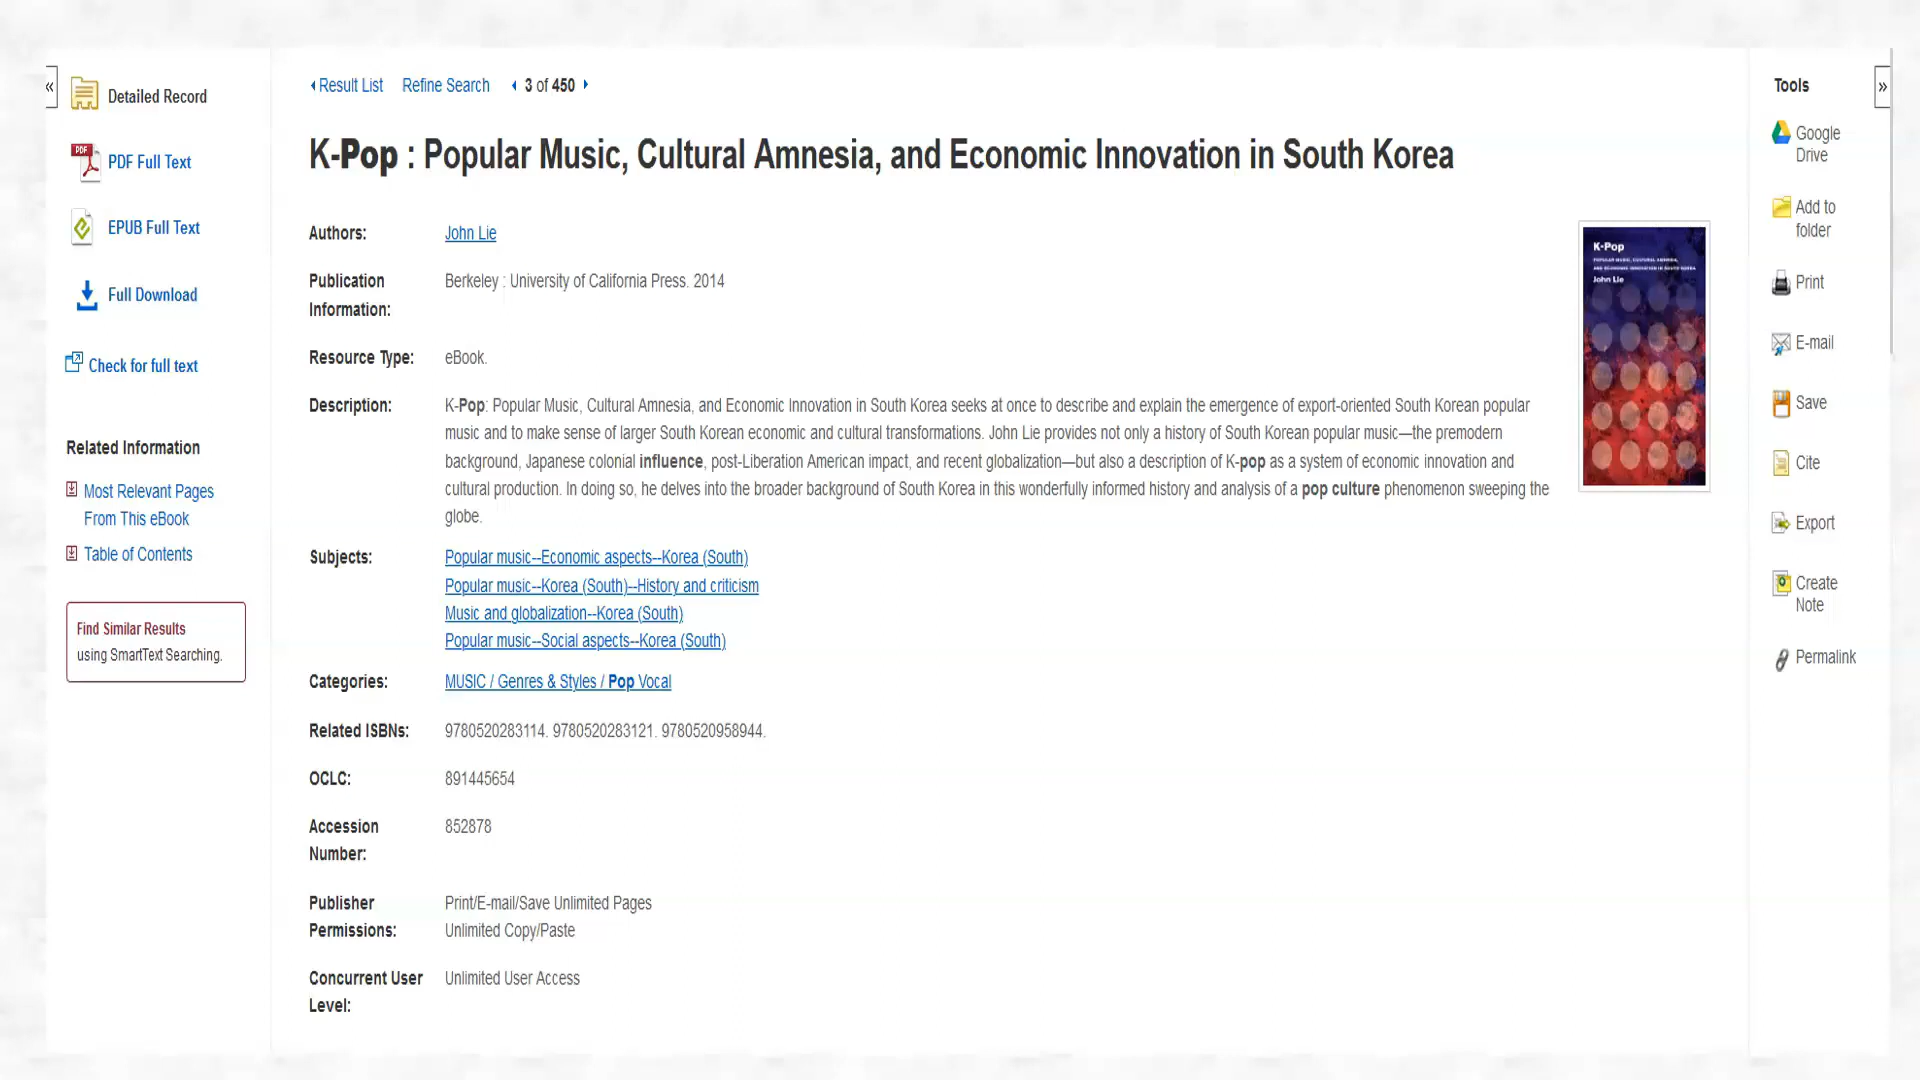 «
Detailed Record
PDF Full Text
EPUB Full Text
Full Download
Check for full text
Related Information
Most Relevant Pages
From This eBook
Table of Contents
Find Similar Results
using SmartText Searching.
Result List Refine Search 3 of 450
K-Pop : Popular Music, Cultural Amnesia, and Economic Innovation in South Korea
Authors: John Lie
Publication Information: Berkeley : University of California Press. 2014
Resource Type: eBook.
Description: K-Pop: Popular Music, Cultural Amnesia, and Economic Innovation in South Korea seeks at once to describe and explain the emergence of export-oriented South Korean popular
music and to make sense of larger South Korean economic and cultural transformations. John Lie provides not only a history of South Korean popular music—the premodern
background, Japanese colonial influence, post-Liberation American impact, and recent globalization—but also a description of K-pop as a system of economic innovation and
cultural production. In doing so, he delves into the broader background of South Korea in this wonderfully informed history and analysis of a pop culture phenomenon sweeping the
globe.
Subjects: Popular music--Economic aspects--Korea (South)
Popular music--Korea (South)--History and criticism
Music and globalization--Korea (South)
Popular music--Social aspects--Korea (South)
Categories: MUSIC / Genres & Styles / Pop Vocal
Related ISBNs: 9780520283114. 9780520283121. 9780520958944.
OCLC: 891445654
Accession Number: 852878
Publisher Permissions: Print/E-mail/Save Unlimited Pages
Unlimited Copy/Paste
Concurrent User Level: Unlimited User Access
K-Pop
POPULAR MUSIC, CULTURAL AMNESIA,
AND ECONOMIC INNOVATION IN SOUTH KOREA
John Lie
Tools
»
Google
Drive
Add to
folder
Print
E-mail
Save
Cite
Export
Create
Note
Permalink
PDF